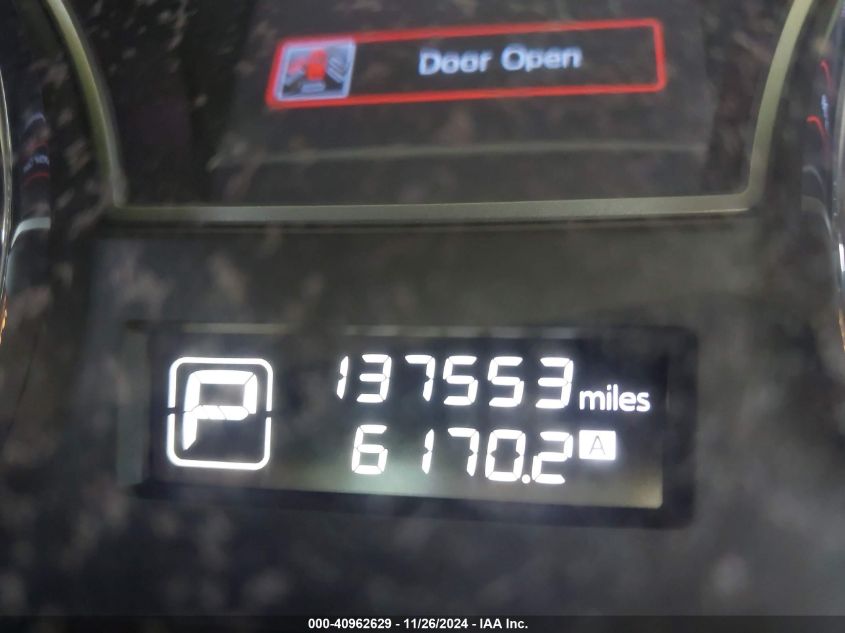 Door Open
P
137553 miles
6170.2 A
000-40962629 - 11/26/2024 - IAA Inc.